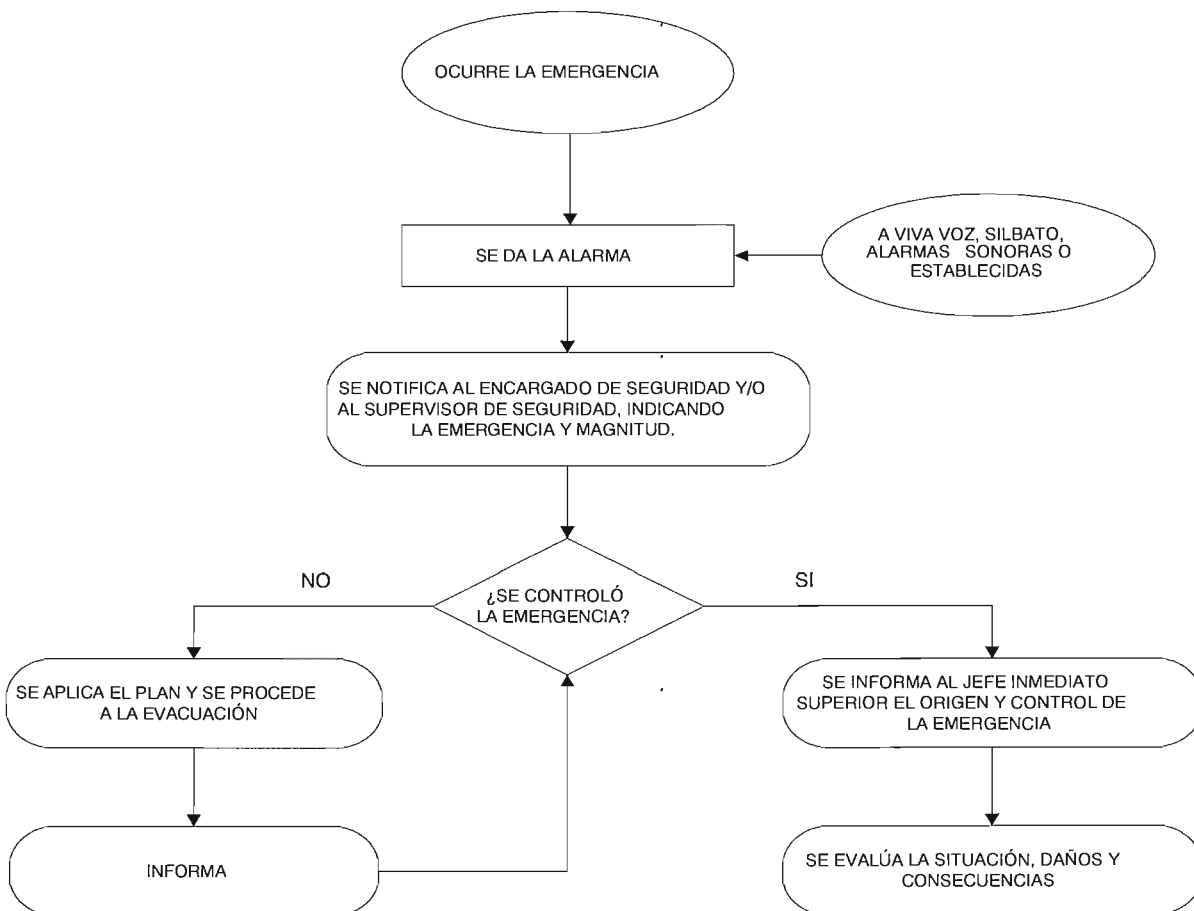 OCURRE LA EMERGENCIA
A VIVA VOZ, SILBATO,
ALARMAS SONORAS O
ESTABLECIDAS
SE DA LA ALARMA
SE NOTIFICA AL ENCARGADO DE SEGURIDAD Y/O
AL SUPERVISOR DE SEGURIDAD, INDICANDO
LA EMERGENCIA Y MAGNITUD.
NO
¿SE CONTROLÓ
LA EMERGENCIA?
SI
SE APLICA EL PLAN Y SE PROCEDE
A LA EVACUACIÓN
SE INFORMA AL JEFE INMEDIATO
SUPERIOR EL ORIGEN Y CONTROL DE
LA EMERGENCIA
INFORMA
SE EVALÚA LA SITUACIÓN, DAÑOS Y
CONSECUENCIAS